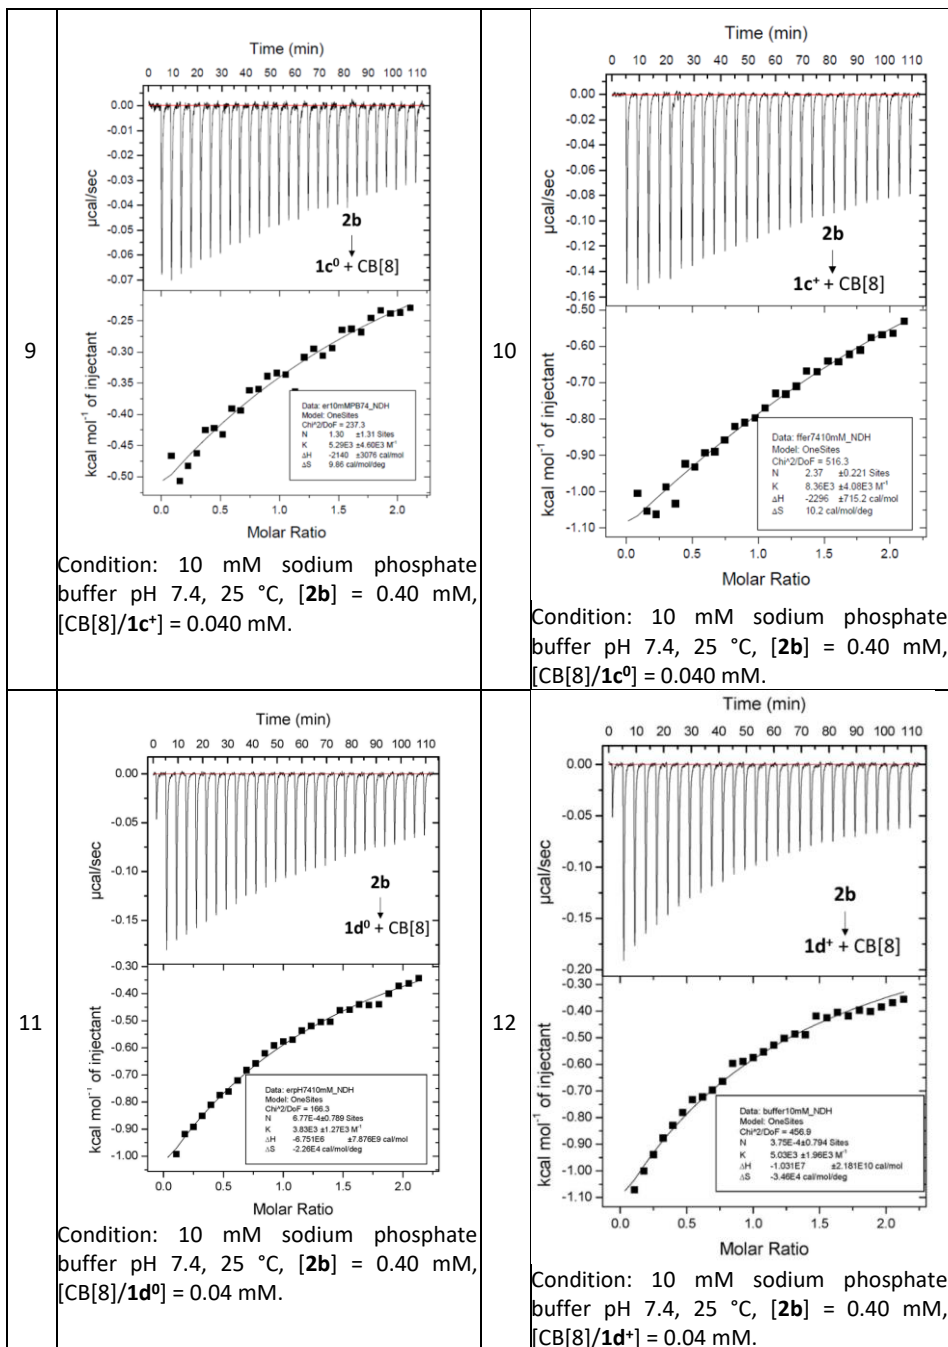 9
Time (min)
0 10 20 30 40 50 60 70 80 90 100 110
0.00
-0.01
-0.02
-0.03
-0.04
-0.05
-0.06
-0.07
µcal/sec
2b
1c⁰ + CB[8]
-0.25
-0.30
-0.35
-0.40
-0.45
-0.50
kcal mol⁻¹ of injectant
Data: er10mMPB74_NDH
Model: OneSites
Chi^2/DoF = 237.3
N 1.30 ±1.31 Sites
K 5.29E3 ±4.60E3 M⁻¹
ΔH -2140 ±3076 cal/mol
ΔS 9.86 cal/mol/deg
0.0 0.5 1.0 1.5 2.0
Molar Ratio
Condition: 10 mM sodium phosphate
buffer pH 7.4, 25 °C, [2b] = 0.40 mM,
[CB[8]/1c⁺] = 0.040 mM.
10
Time (min)
0 10 20 30 40 50 60 70 80 90 100 110
0.00
-0.02
-0.04
-0.06
-0.08
-0.10
-0.12
-0.14
-0.16
µcal/sec
2b
1c⁺ + CB[8]
-0.50
-0.60
-0.70
-0.80
-0.90
-1.00
-1.10
kcal mol⁻¹ of injectant
Data: ffer7410mM_NDH
Model: OneSites
Chi^2/DoF = 516.3
N 2.37 ±0.221 Sites
K 8.36E3 ±4.08E3 M⁻¹
ΔH -2296 ±715.2 cal/mol
ΔS 10.2 cal/mol/deg
0.0 0.5 1.0 1.5 2.0
Molar Ratio
Condition: 10 mM sodium phosphate
buffer pH 7.4, 25 °C, [2b] = 0.40 mM,
[CB[8]/1c⁰] = 0.040 mM.
11
Time (min)
0 10 20 30 40 50 60 70 80 90 100 110
0.00
-0.05
-0.10
-0.15
µcal/sec
2b
1d⁰ + CB[8]
-0.30
-0.40
-0.50
-0.60
-0.70
-0.80
-0.90
-1.00
kcal mol⁻¹ of injectant
Data: erpH7410mM_NDH
Model: OneSites
Chi^2/DoF = 166.3
N 6.77E-4±0.789 Sites
K 3.83E3 ±1.27E3 M⁻¹
ΔH -6.751E6 ±7.876E9 cal/mol
ΔS -2.26E4 cal/mol/deg
0.0 0.5 1.0 1.5 2.0
Molar Ratio
Condition: 10 mM sodium phosphate
buffer pH 7.4, 25 °C, [2b] = 0.40 mM,
[CB[8]/1d⁰] = 0.04 mM.
12
Time (min)
0 10 20 30 40 50 60 70 80 90 100 110
0.00
-0.05
-0.10
-0.15
-0.20
µcal/sec
2b
1d⁺ + CB[8]
-0.30
-0.40
-0.50
-0.60
-0.70
-0.80
-0.90
-1.00
-1.10
kcal mol⁻¹ of injectant
Data: buffer10mM_NDH
Model: OneSites
Chi^2/DoF = 456.9
N 3.75E-4±0.794 Sites
K 5.03E3 ±1.96E3 M⁻¹
ΔH -1.031E7 ±2.181E10 cal/mol
ΔS -3.46E4 cal/mol/deg
0.0 0.5 1.0 1.5 2.0
Molar Ratio
Condition: 10 mM sodium phosphate
buffer pH 7.4, 25 °C, [2b] = 0.40 mM,
[CB[8]/1d⁺] = 0.04 mM.